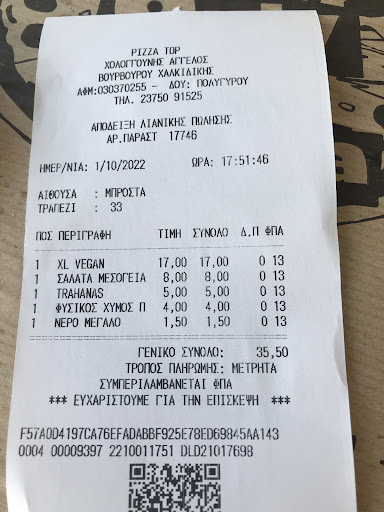 PIZZA TOP
ΧΟΛΟΓΓΟΥΝΗΣ ΑΓΓΕΛΟΣ
ΒΟΥΡΒΟΥΡΟΥ ΧΑΛΚΙΔΙΚΗΣ
ΑΦΜ:030370255 - ΔΟΥ: ΠΟΛΥΓΥΡΟΥ
ΤΗΛ. 23750 91525
ΑΠΟΔΕΙΞΗ ΛΙΑΝΙΚΗΣ ΠΩΛΗΣΗΣ
ΑΡ.ΠΑΡΑΣΤ 17746
ΗΜΕΡ/ΝΙΑ: 1/10/2022 ΩΡΑ: 17:51:46
ΑΙΘΟΥΣΑ : ΜΠΡΟΣΤΑ
ΤΡΑΠΕΖΙ : 33
ΠΟΣ ΠΕΡΙΓΡΑΦΗ ΤΙΜΗ ΣΥΝΟΛΟ Δ.Π ΦΠΑ
1 XL VEGAN 17,00 17,00 0 13
1 ΣΑΛΑΤΑ ΜΕΣΟΓΕΙΑ 8,00 8,00 0 13
1 TRAHANAS 5,00 5,00 0 13
1 ΦΥΣΙΚΟΣ ΧΥΜΟΣ Π 4,00 4,00 0 13
1 ΝΕΡΟ ΜΕΓΑΛΟ 1,50 1,50 0 13
ΓΕΝΙΚΟ ΣΥΝΟΛΟ: 35,50
ΤΡΟΠΟΣ ΠΛΗΡΩΜΗΣ: ΜΕΤΡΗΤΑ
ΣΥΜΠΕΡΙΛΑΜΒΑΝΕΤΑΙ ΦΠΑ
*** ΕΥΧΑΡΙΣΤΟΥΜΕ ΓΙΑ ΤΗΝ ΕΠΙΣΚΕΨΗ ***
F57A0D4197CA76EFADABBF925E78ED69845AA143
0004 00009397 2210011751 DLD21017698